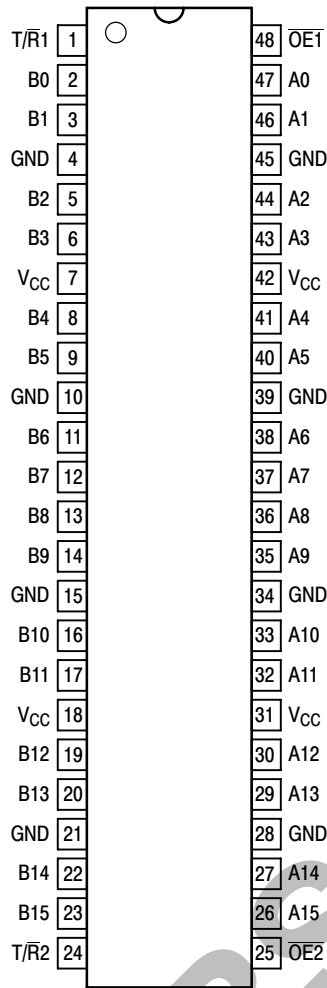 T/R̅1 1 48 O̅E̅1̅
B0 2 47 A0
B1 3 46 A1
GND 4 45 GND
B2 5 44 A2
B3 6 43 A3
VCC 7 42 VCC
B4 8 41 A4
B5 9 40 A5
GND 10 39 GND
B6 11 38 A6
B7 12 37 A7
B8 13 36 A8
B9 14 35 A9
GND 15 34 GND
B10 16 33 A10
B11 17 32 A11
VCC 18 31 VCC
B12 19 30 A12
B13 20 29 A13
GND 21 28 GND
B14 22 27 A14
B15 23 26 A15
T/R̅2 24 25 O̅E̅2̅